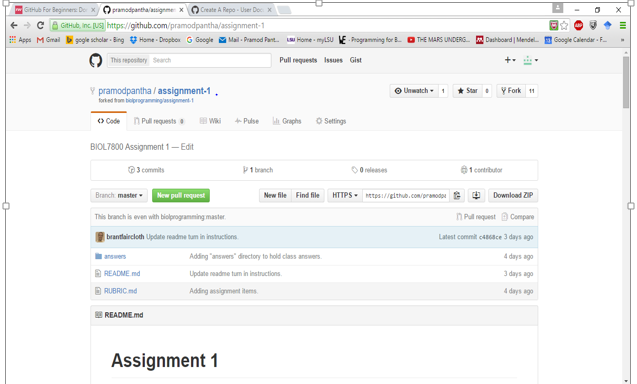 GitHub For Beginners: Do
pramodpantha/assignmen
Create A Repo - User Doc
GitHub, Inc. [US] https://github.com/pramodpantha/assignment-1
Apps Gmail gogle scholar - Bing Home - Dropbox Google Mail - Pramod Pant... Home - myLSU - Programming for B... THE MARS UNDERG... Dashboard | Mendel... Google Calendar - F... »
This repository Search Pull requests Issues Gist
pramodpantha / assignment-1
forked from biolprogramming/assignment-1
Unwatch 1 Star 0 Fork 11
Code Pull requests 0 Wiki Pulse Graphs Settings
BIOL7800 Assignment 1 — Edit
3 commits 1 branch 0 releases 1 contributor
Branch: master New pull request New file Find file HTTPS https://github.com/pramodpa Download ZIP
This branch is even with biolprogramming:master. Pull request Compare
brantfaircloth Update readme turn in instructions. Latest commit c4868ce 3 days ago
answers Adding "answers" directory to hold class answers. 4 days ago
README.md Update readme turn in instructions. 3 days ago
RUBRIC.md Adding assignment items. 4 days ago
README.md
Assignment 1